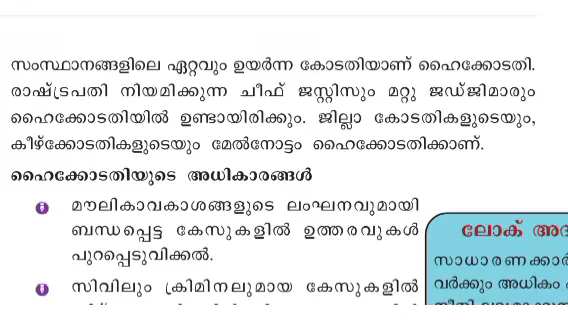 സംസ്ഥാനങ്ങളിലെ ഏറ്റവും ഉയർന്ന കോടതിയാണ് ഹൈക്കോടതി.
രാഷ്ട്രപതി നിയമിക്കുന്ന ചീഫ് ജസ്റ്റിസും മറ്റു ജഡ്ജിമാരും
ഹൈക്കോടതിയിൽ ഉണ്ടായിരിക്കും. ജില്ലാ കോടതികളുടെയും,
കീഴ്ക്കോടതികളുടെയും മേൽനോട്ടം ഹൈക്കോടതിക്കാണ്.
ഹൈക്കോടതിയുടെ അധികാരങ്ങൾ
മൗലികാവകാശങ്ങളുടെ ലംഘനവുമായി
ബന്ധപ്പെട്ട കേസുകളിൽ ഉത്തരവുകൾ
പുറപ്പെടുവിക്കൽ.
സിവിലും ക്രിമിനലുമായ കേസുകളിൽ
ലോക്
സാധാരണക്കാർ
വർക്കും അധികം